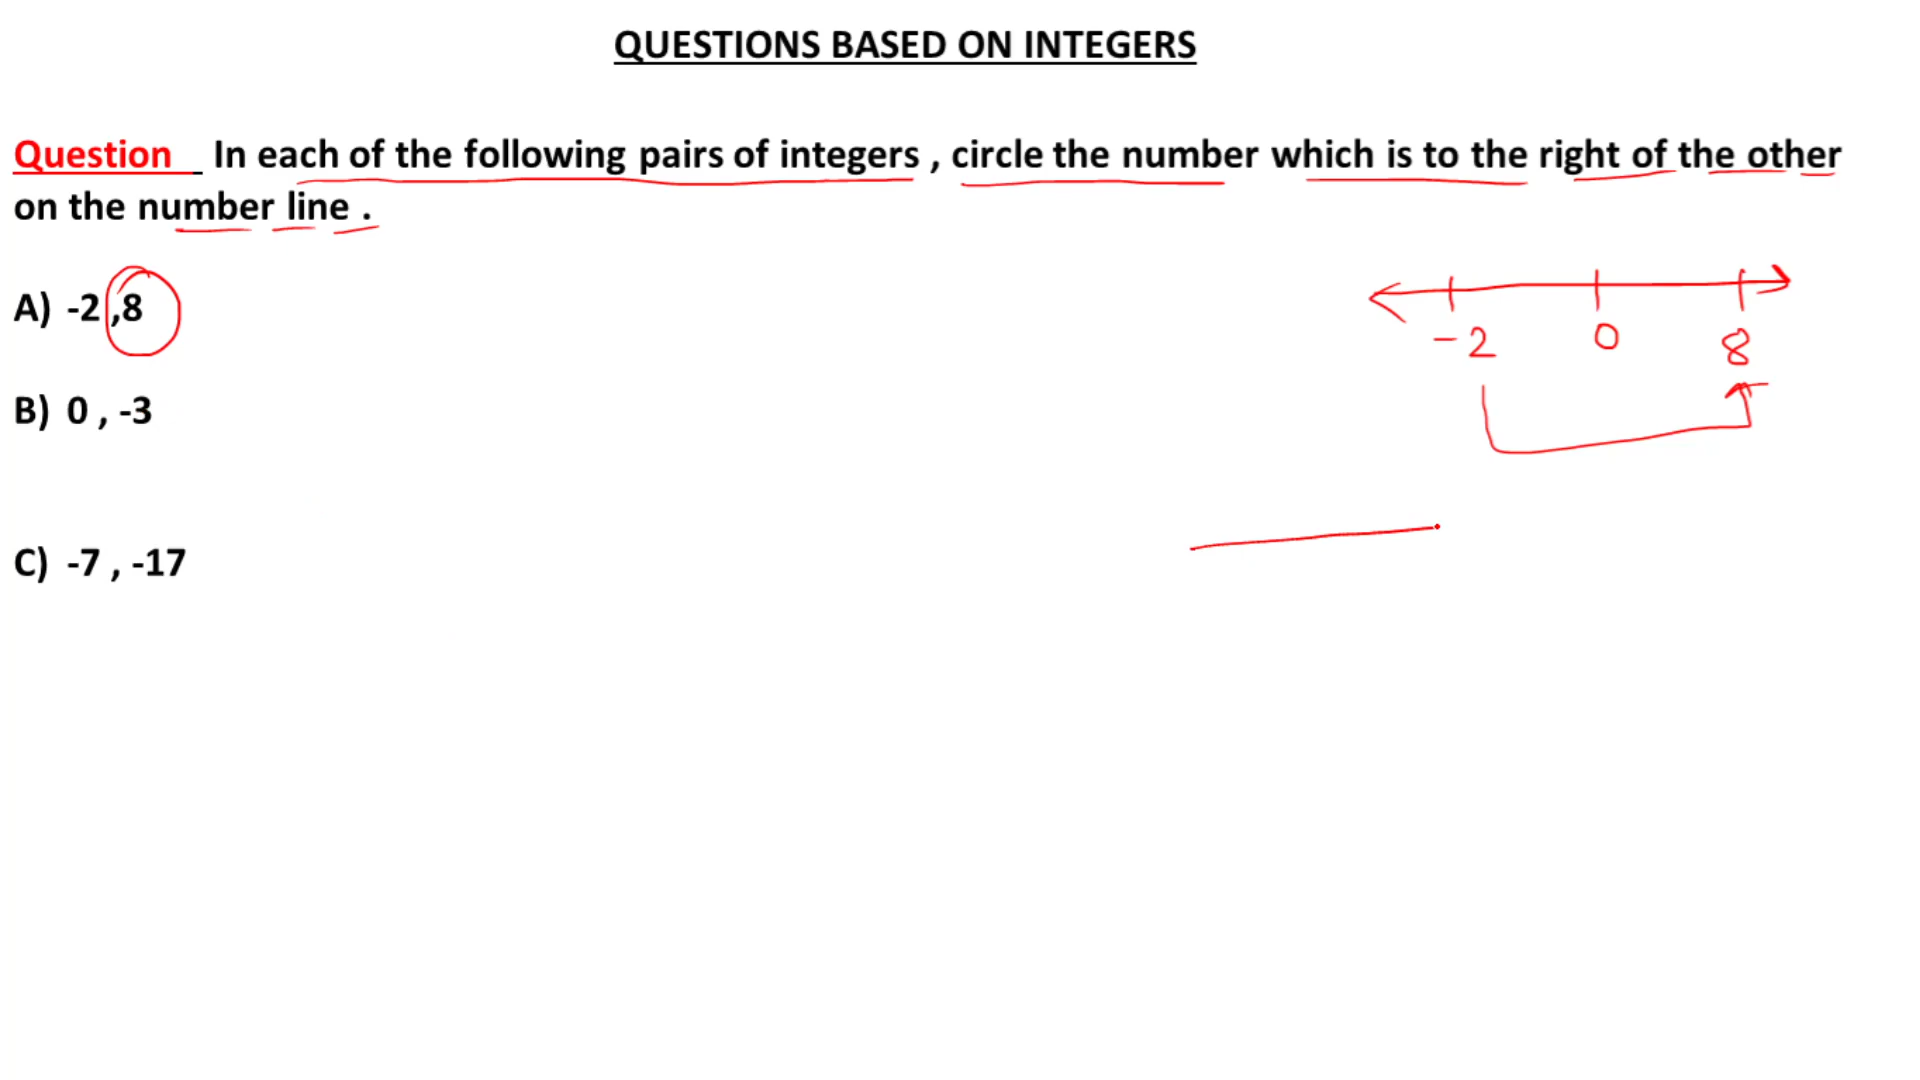 QUESTIONS BASED ON INTEGERS
Question In each of the following pairs of integers , circle the number which is to the right of the other
on the number line .
A) -2 ,8
-2 0 8
B) 0 , -3
C) -7 , -17